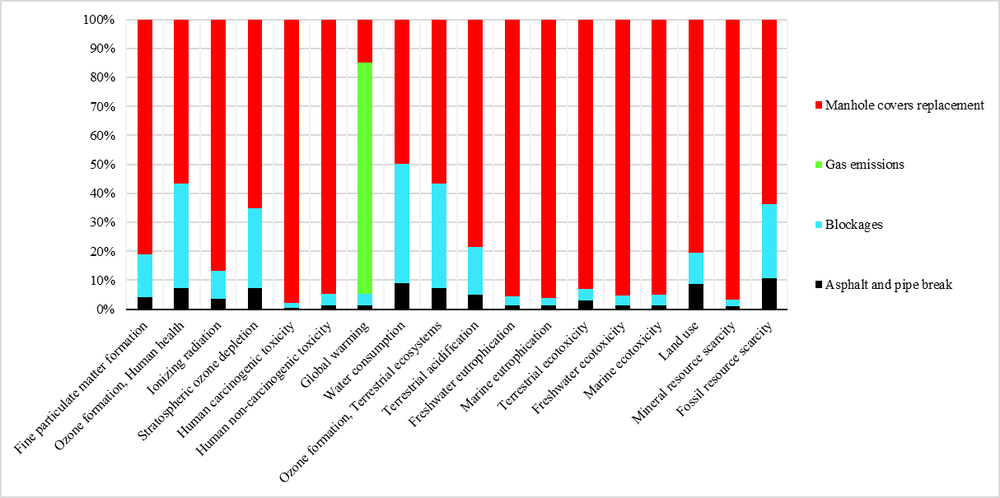 100%
90%
80%
70%
60%
50%
40%
30%
20%
10%
0%
Fine particulate matter formation
Ozone formation, Human health
Ionizing radiation
Stratospheric ozone depletion
Human carcinogenic toxicity
Human non-carcinogenic toxicity
Global warming
Water consumption
Ozone formation, Terrestrial ecosystems
Terrestrial acidification
Freshwater eutrophication
Marine eutrophication
Terrestrial ecotoxicity
Freshwater ecotoxicity
Marine ecotoxicity
Land use
Mineral resource scarcity
Fossil resource scarcity
Manhole covers replacement
Gas emissions
Blockages
Asphalt and pipe break